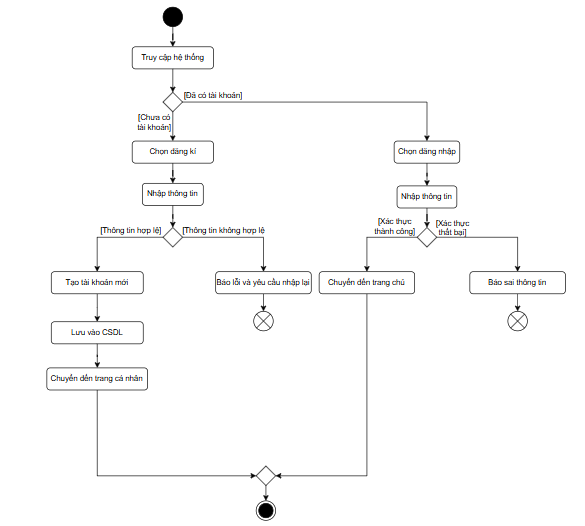 Truy cập hệ thống
[Đã có tài khoản]
[Chưa có
tài khoản]
Chọn đăng kí
Chọn đăng nhập
Nhập thông tin
Nhập thông tin
[Thông tin hợp lệ]
[Thông tin không hợp lệ
[Xác thực
thành công]
[Xác thực
thất bại]
Tạo tài khoản mới
Báo lỗi và yêu cầu nhập lại
Chuyển đến trang chủ
Báo sai thông tin
Lưu vào CSDL
Chuyển đến trang cá nhân